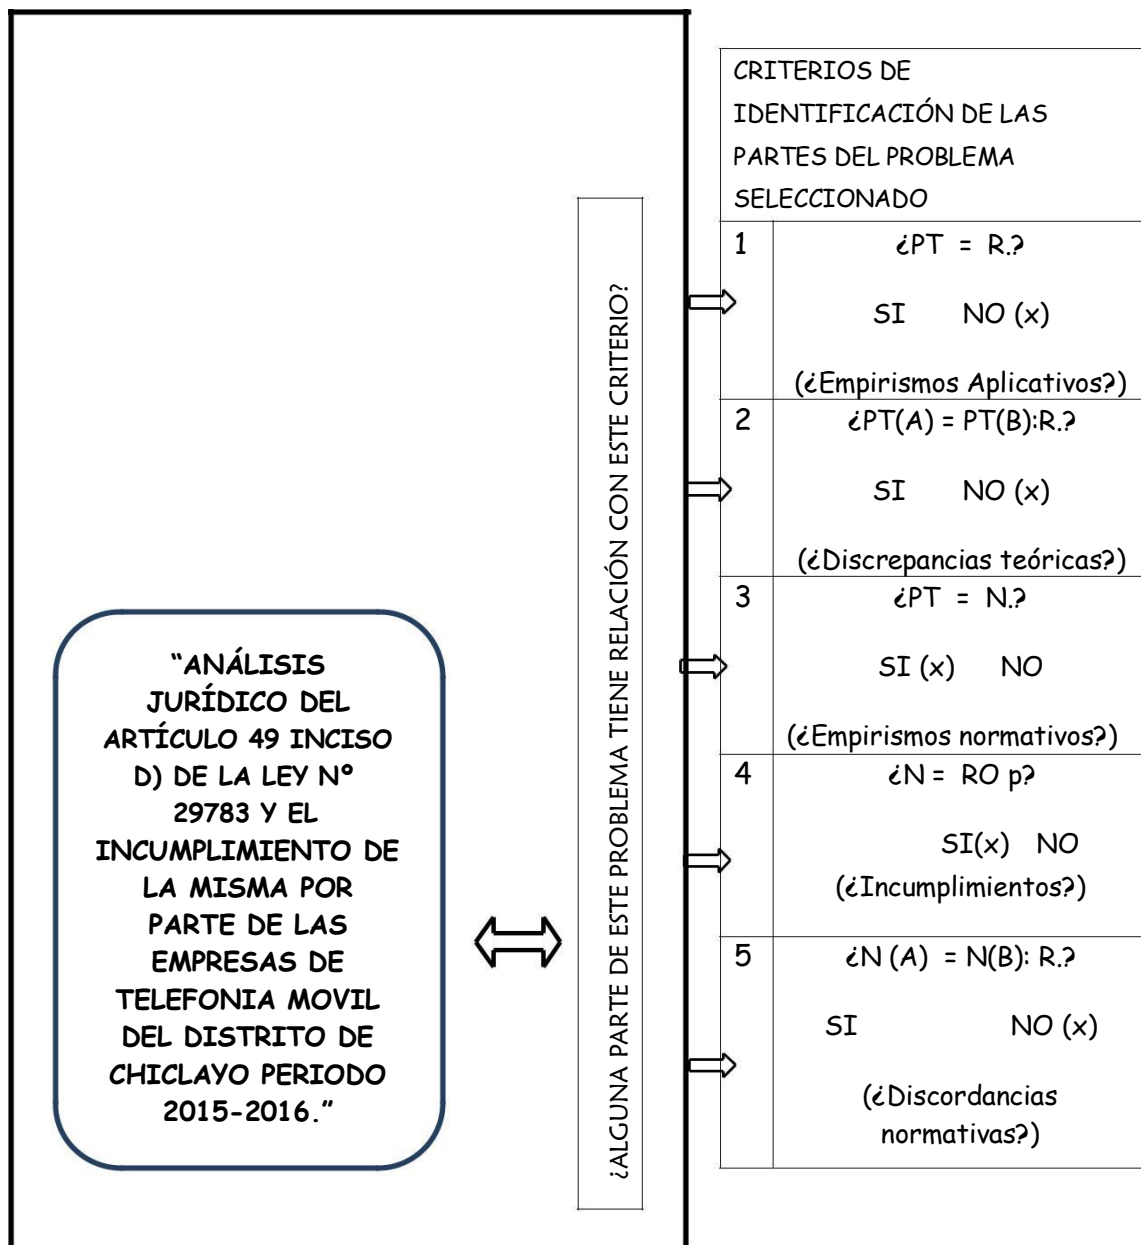 “ANÁLISIS
JURÍDICO DEL
ARTÍCULO 49 INCISO
D) DE LA LEY Nº
29783 Y EL
INCUMPLIMIENTO DE
LA MISMA POR
PARTE DE LAS
EMPRESAS DE
TELEFONIA MOVIL
DEL DISTRITO DE
CHICLAYO PERIODO
2015-2016.”
¿ALGUNA PARTE DE ESTE PROBLEMA TIENE RELACIÓN CON ESTE CRITERIO?
CRITERIOS DE
IDENTIFICACIÓN DE LAS
PARTES DEL PROBLEMA
SELECCIONADO
1 ¿PT = R.?
SI NO (x)
(¿Empirismos Aplicativos?)
2 ¿PT(A) = PT(B):R.?
SI NO (x)
(¿Discrepancias teóricas?)
3 ¿PT = N.?
SI (x) NO
(¿Empirismos normativos?)
4 ¿N = RO p?
SI(x) NO
(¿Incumplimientos?)
5 ¿N (A) = N(B): R.?
SI NO (x)
(¿Discordancias
normativas?)